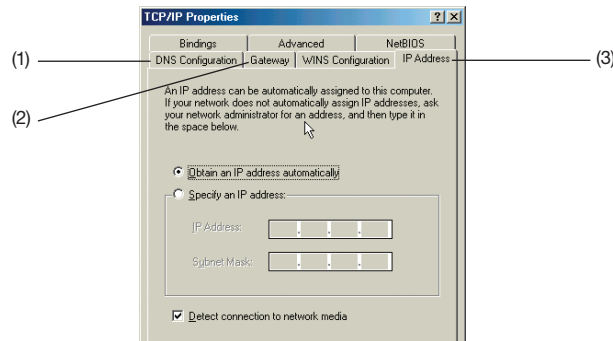 TCP/IP Properties
Bindings Advanced NetBIOS
(1) DNS Configuration Gateway WINS Configuration IP Address (3)
An IP address can be automatically assigned to this computer.
If your network does not automatically assign IP addresses, ask
(2) your network administrator for an address, and then type it in
the space below.
Obtain an IP address automatically
Specify an IP address:
IP Address:
Subnet Mask:
Detect connection to network media